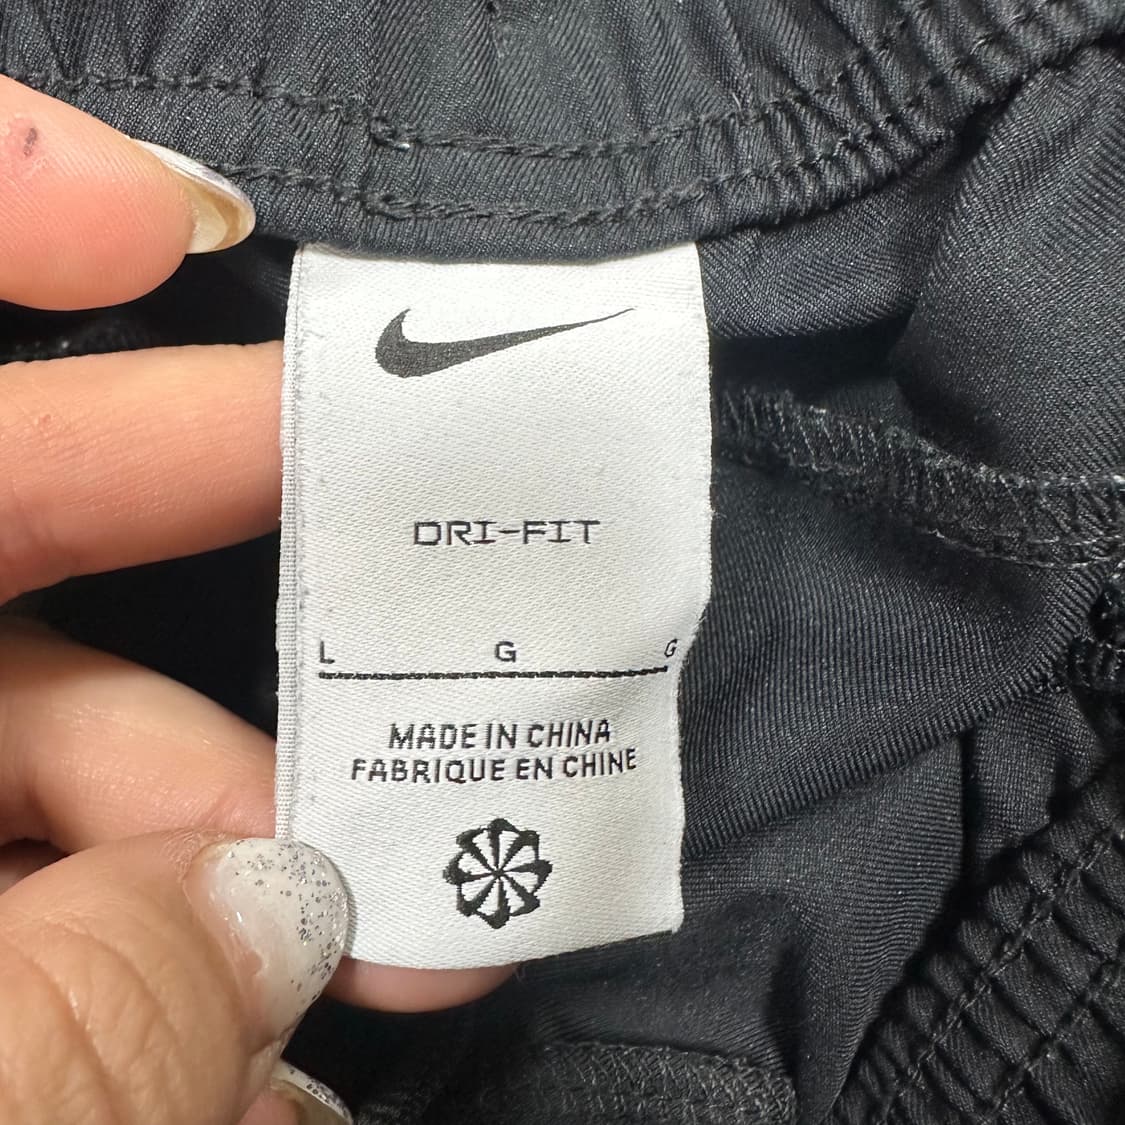 DRI-FIT
L G G
MADE IN CHINA
FABRIQUE EN CHINE